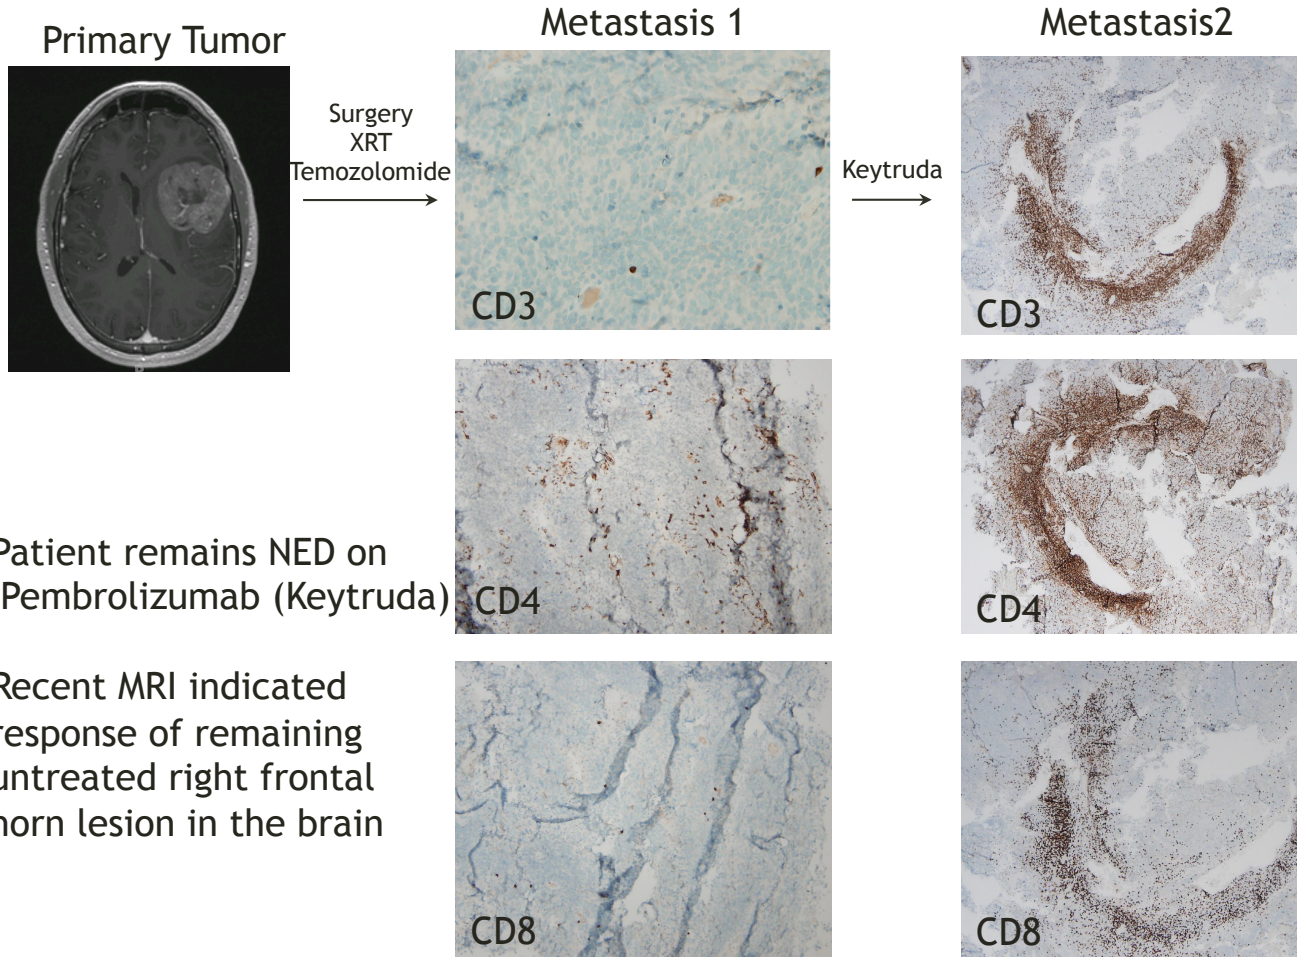 Primary Tumor
Surgery
XRT
Temozolomide
Metastasis 1
Keytruda
Metastasis2
CD3
CD3
CD4
CD4
CD8
CD8
Patient remains NED on
Pembrolizumab (Keytruda)
Recent MRI indicated
response of remaining
untreated right frontal
horn lesion in the brain